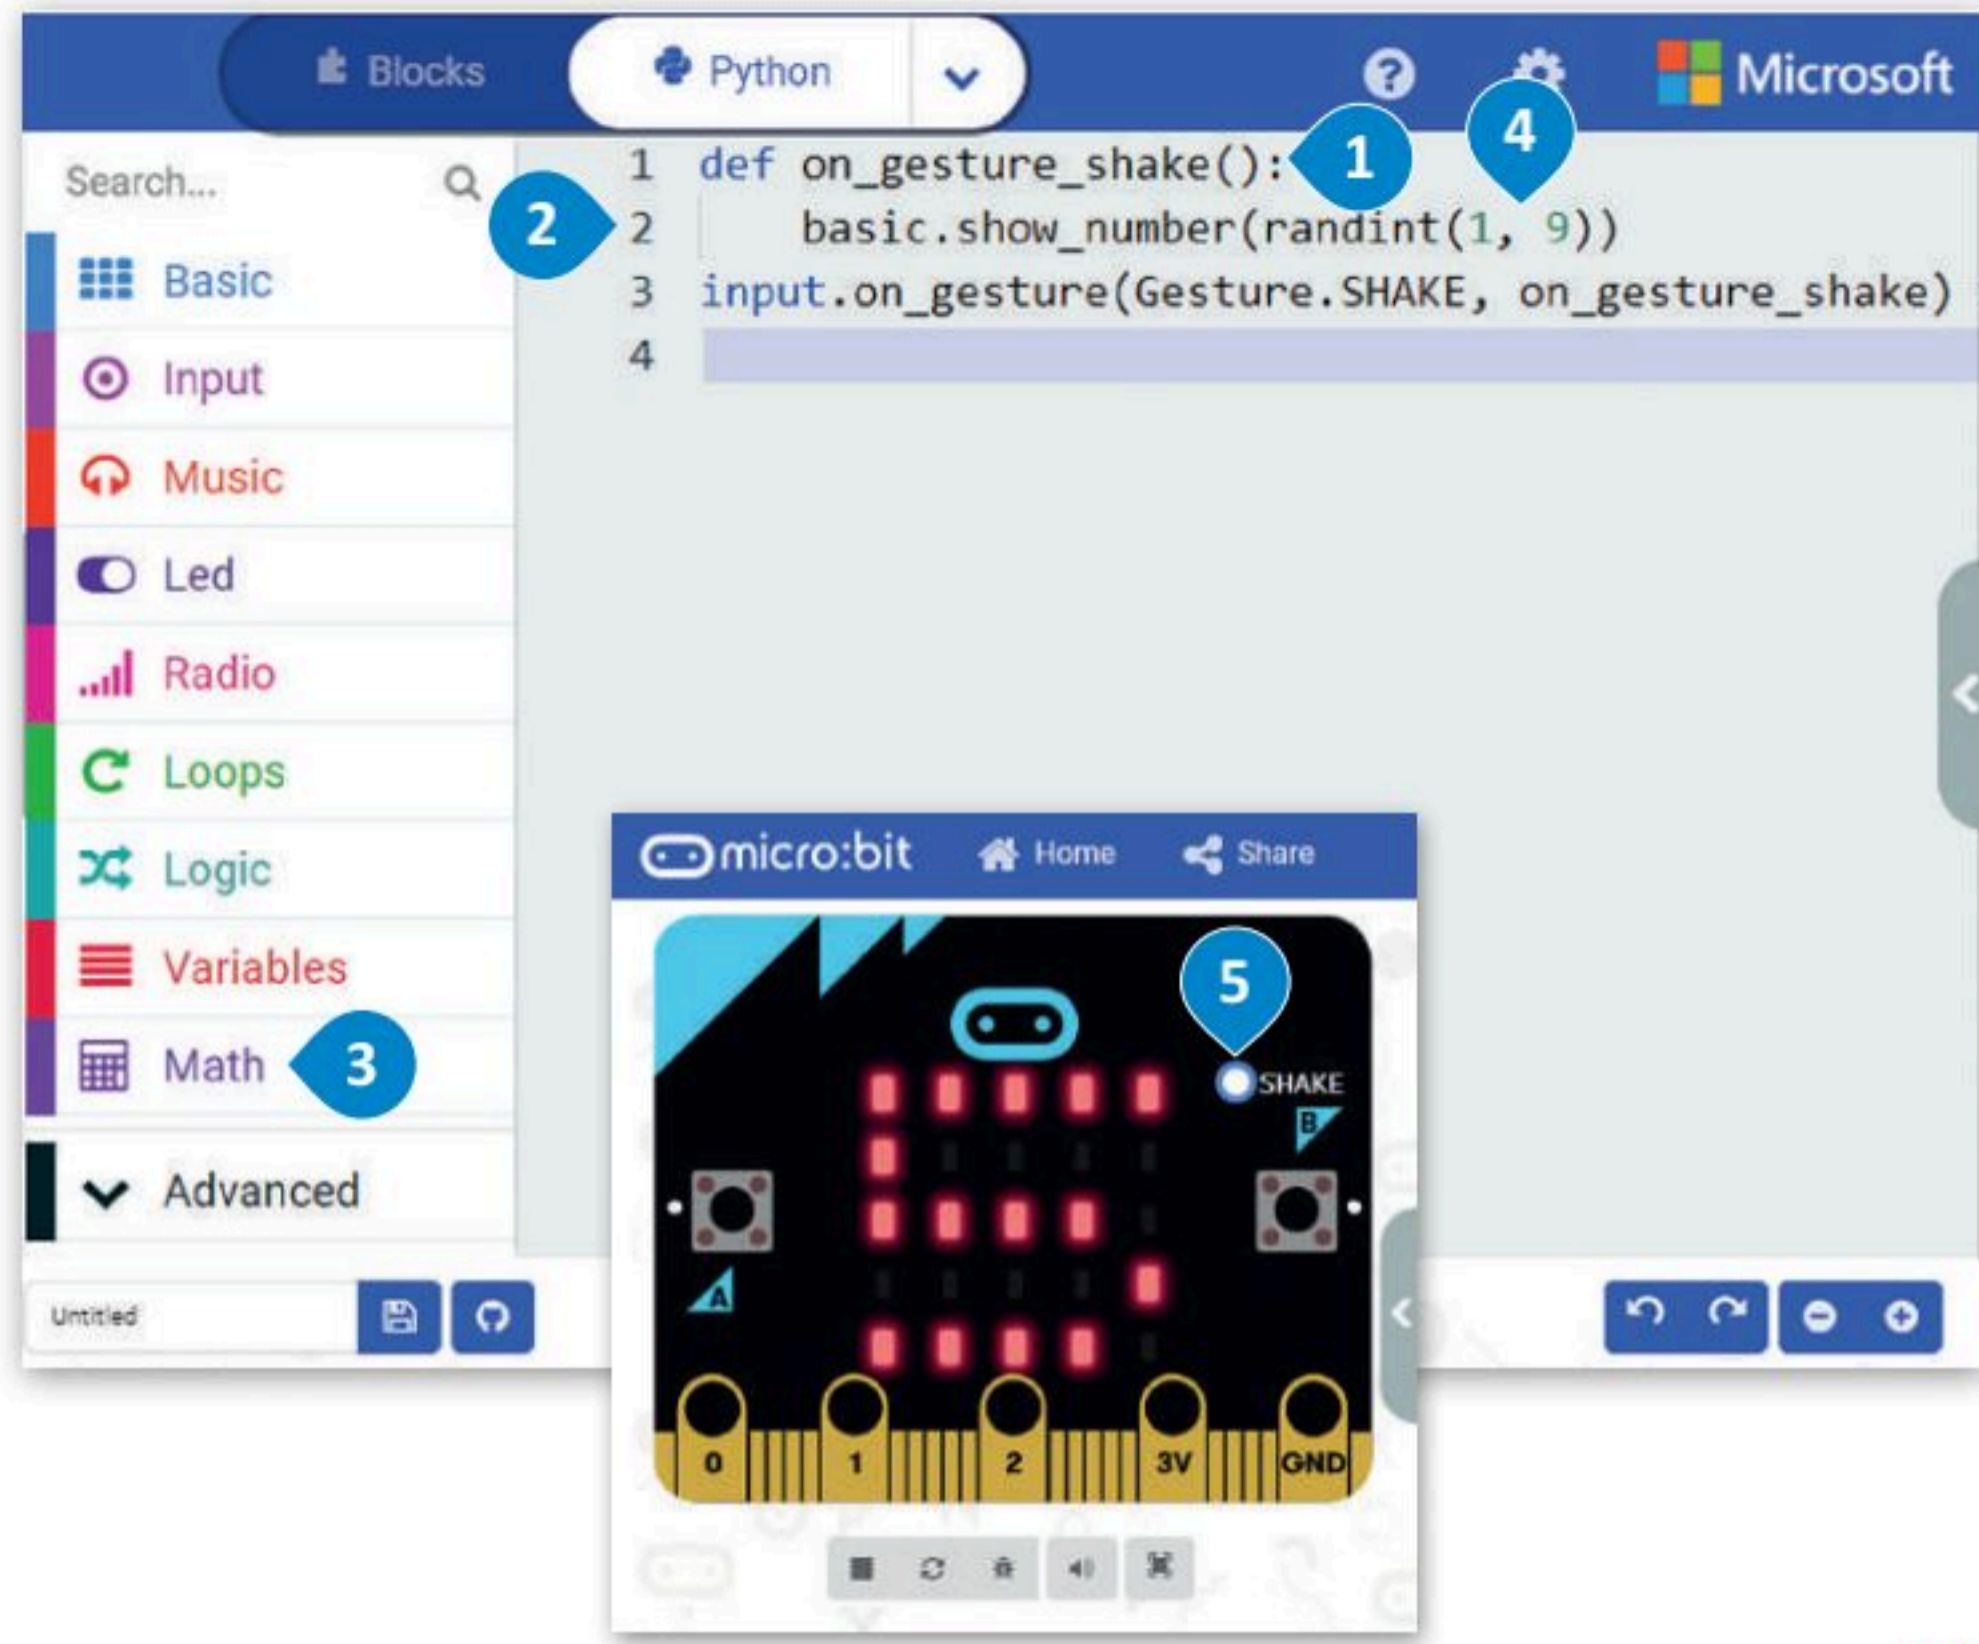 Blocks
Python
Microsoft
Search...
1 def on_gesture_shake():
1
4
2
2 basic.show_number(randint(1, 9))
3 input.on_gesture(Gesture.SHAKE, on_gesture_shake)
4
Basic
Input
Music
Led
Radio
Loops
Logic
Variables
Math
3
Advanced
Untitled
micro:bit
Home
Share
5
SHAKE
B
A
0 1 2 3V GND